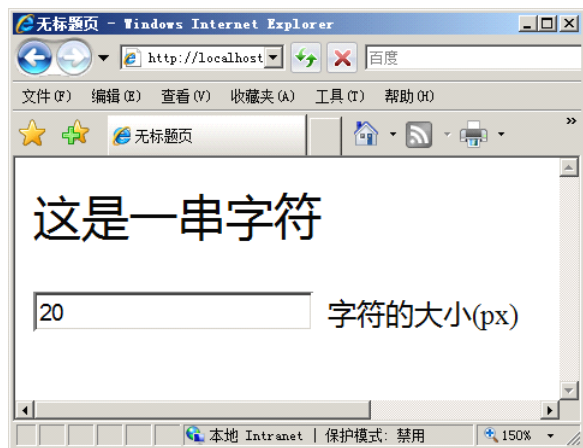 无标题页 - Windows Internet Explorer
http://localhost 百度
文件(F) 编辑(E) 查看(V) 收藏夹(A) 工具(T) 帮助(H)
无标题页 »
这是一串字符
20 字符的大小(px)
本地 Intranet | 保护模式: 禁用 150%